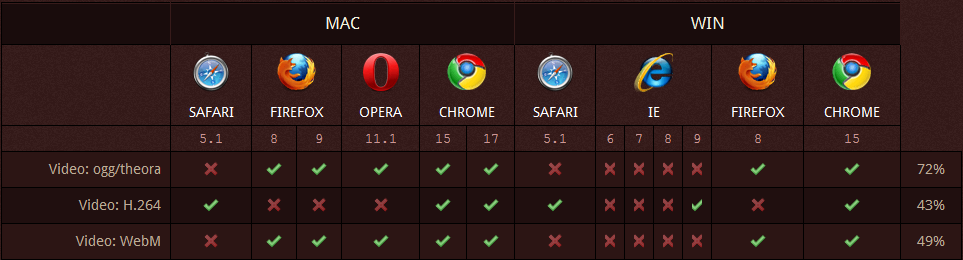 MAC WIN
SAFARI FIREFOX OPERA CHROME SAFARI IE FIREFOX CHROME
5.1 8 9 11.1 15 17 5.1 6 7 8 9 8 15
Video: ogg/theora 72%
Video: H.264 43%
Video: WebM 49%